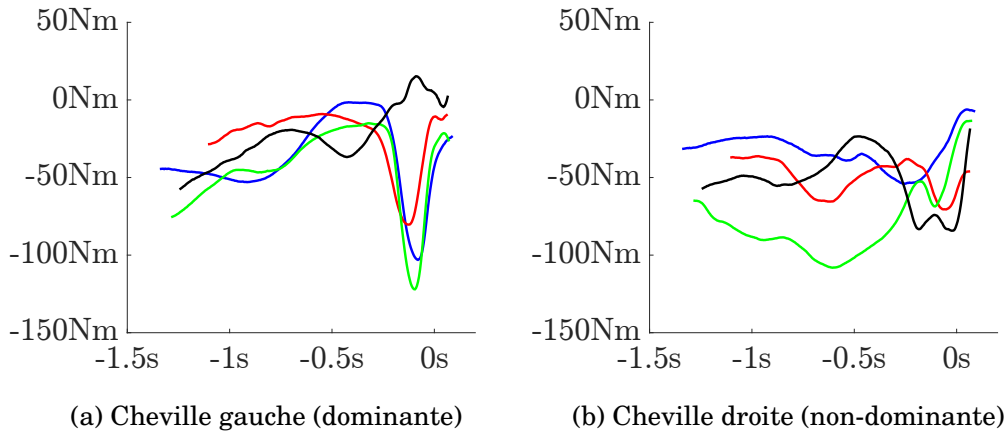 50Nm
0Nm
-50Nm
-100Nm
-150Nm
-1.5s -1s -0.5s 0s
(a) Cheville gauche (dominante)
50Nm
0Nm
-50Nm
-100Nm
-150Nm
-1.5s -1s -0.5s 0s
(b) Cheville droite (non-dominante)